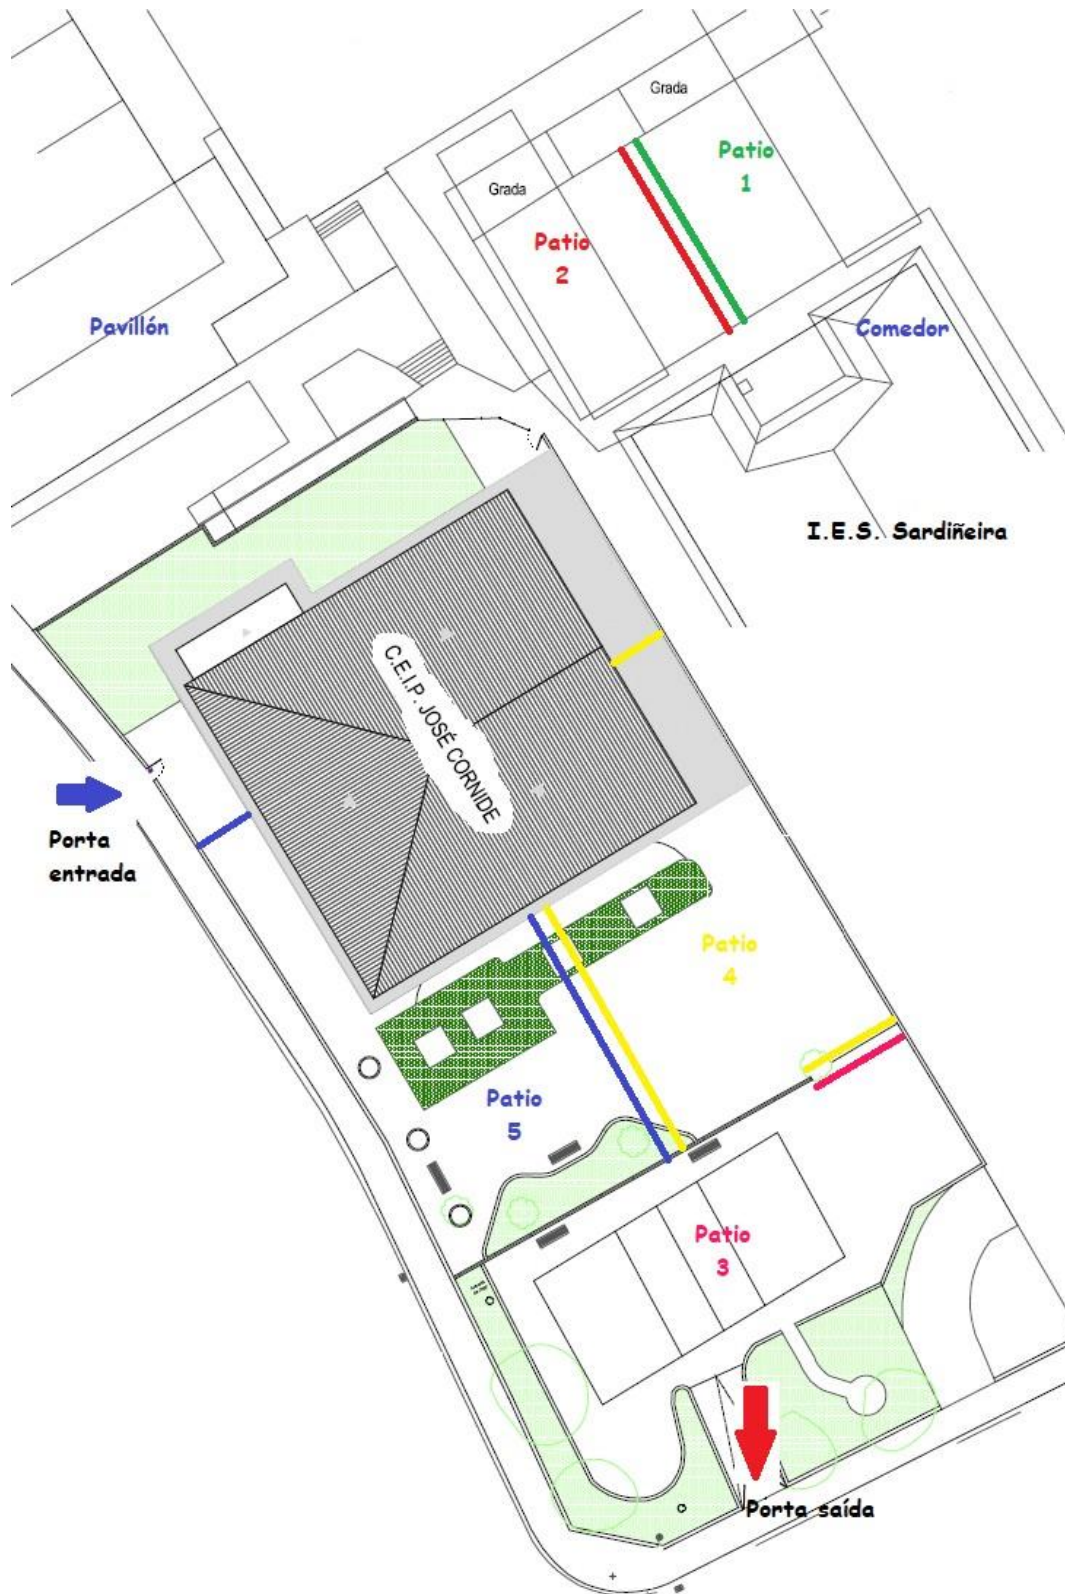 Grada
Patio
1
Grada
Patio
2
Pavillón
Comedor
I.E.S. Sardiñeira
C.E.I.P. JOSÉ CORNIDE
Porta
entrada
Patio
4
Patio
5
Patio
3
Porta saída